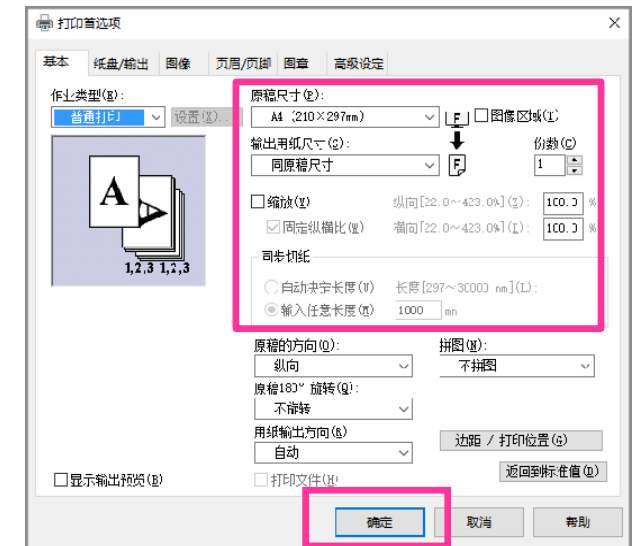 打印首选项
基本 纸盘/输出 图像 页眉/页脚 图章 高级设定
作业类型(E):
普通打印
设置(X)...
A
1,2,3 1,2,3
原稿尺寸(P):
A4 (210×297mm)
图像区域(I)
输出用纸尺寸(G):
份数(C)
同原稿尺寸
1
缩放(Y)
纵向[22.0~423.0%](Z): 100.0 %
固定纵横比(W)
横向[22.0~423.0%](I): 100.0 %
同步切纸
自动决定长度(V)
长度[297~30000 mm](L):
输入任意长度(M)
1000 mm
原稿的方向(O):
拼图(N):
纵向
不拼图
原稿180° 旋转(Q):
不旋转
用纸输出方向(K)
自动
边距 / 打印位置(G)
显示输出预览(B)
打印文件(H)
返回到标准值(D)
确定
取消
帮助